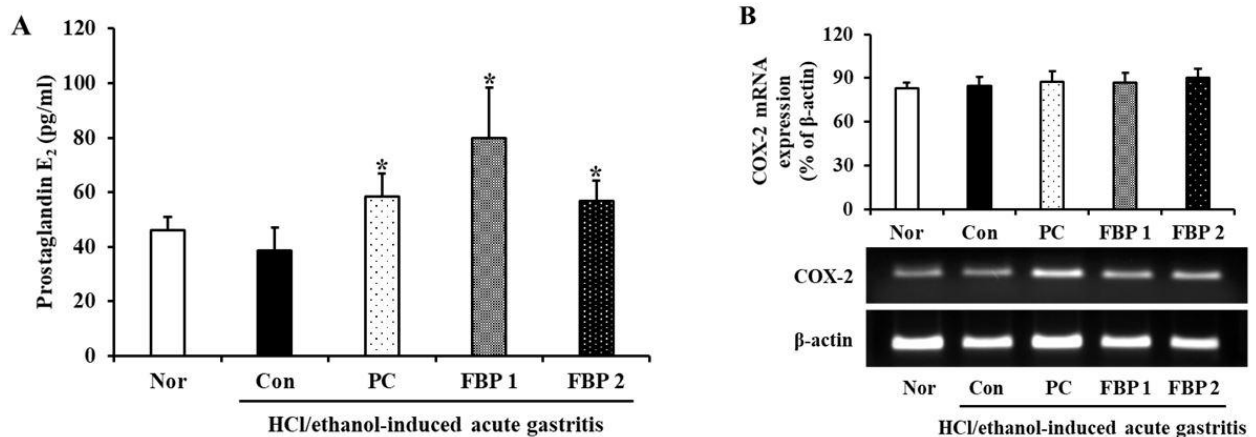 A
Prostaglandin E₂ (pg/ml)
120
100
80
60
40
20
0
*
*
*
Nor Con PC FBP 1 FBP 2
HCl/ethanol-induced acute gastritis
B
COX-2 mRNA
expression
(% of β-actin)
120
90
60
30
0
Nor Con PC FBP 1 FBP 2
COX-2
β-actin
Nor Con PC FBP 1 FBP 2
HCl/ethanol-induced acute gastritis